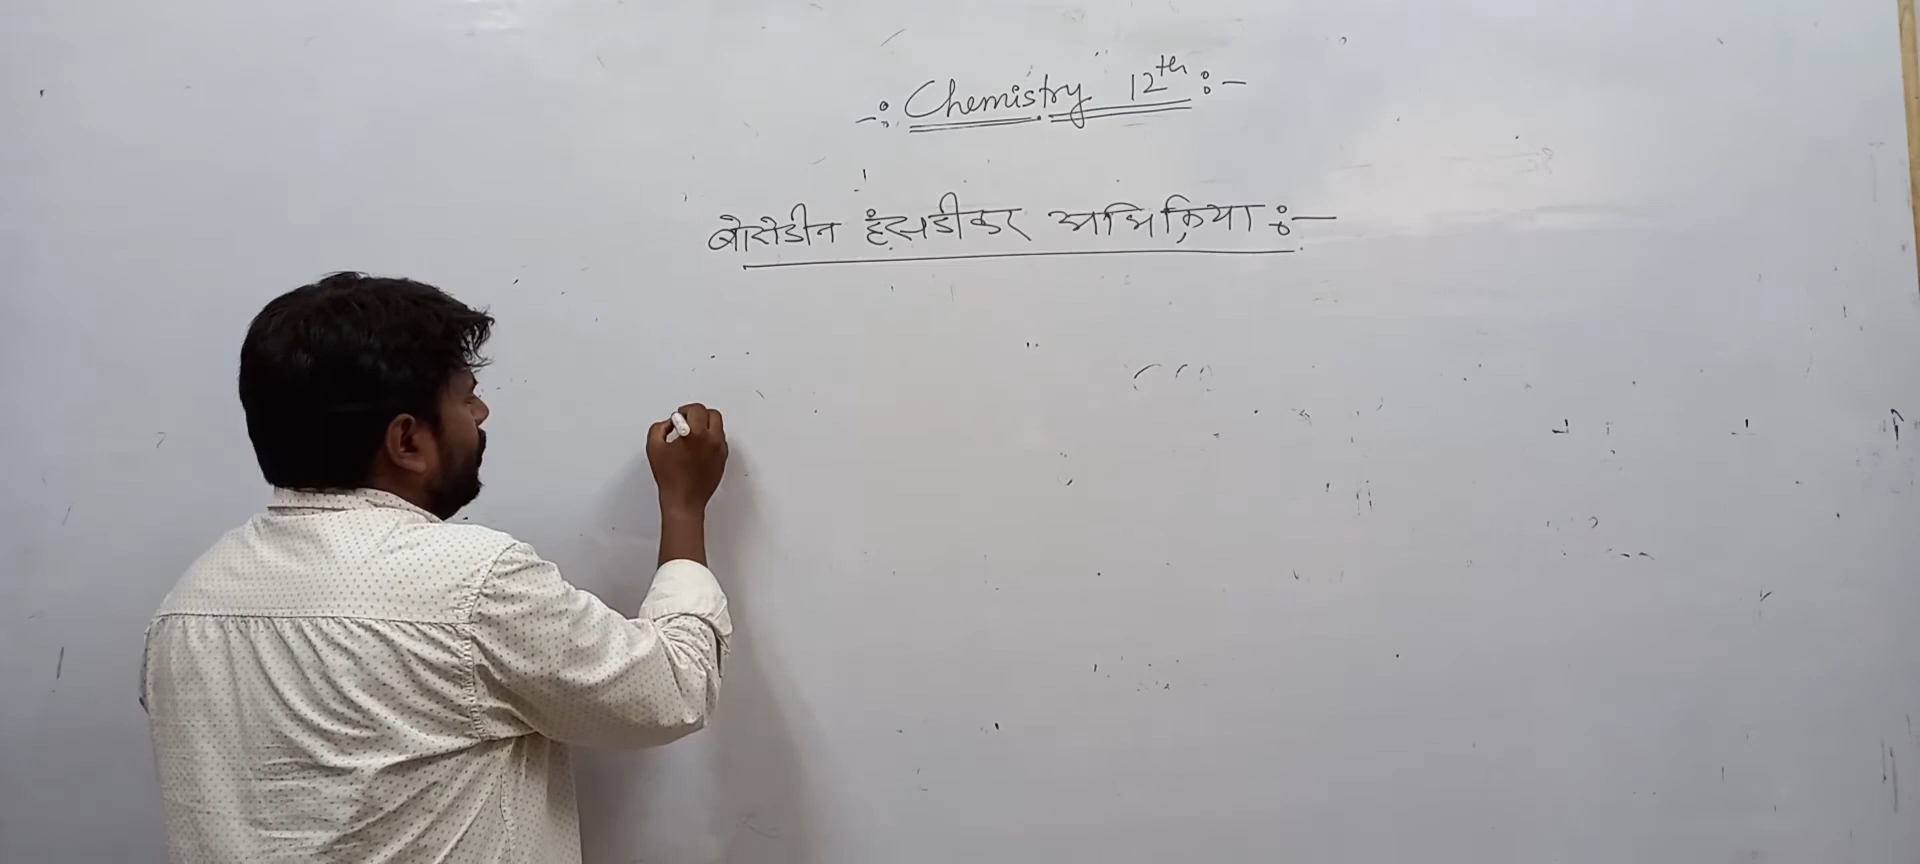 -: Chemistry 12th :-
बोरोडीन हंसडीकर अभिक्रिया :-